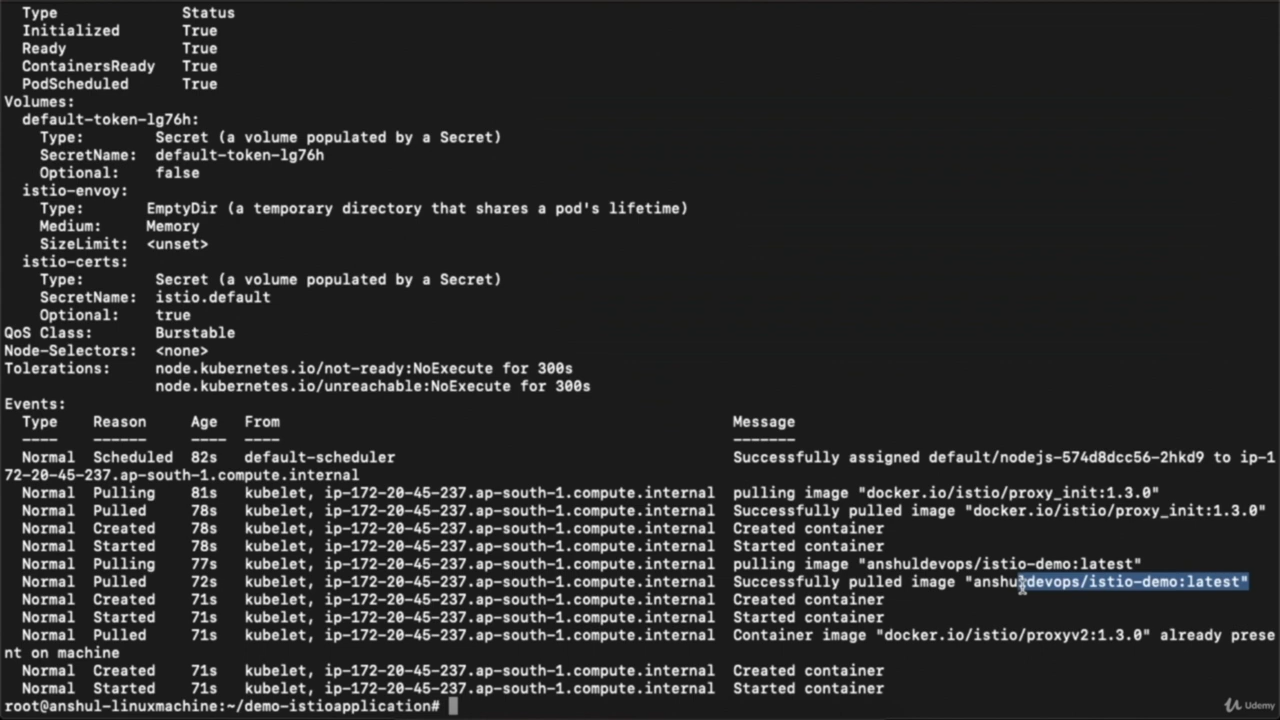 Type Status
Initialized True
Ready True
ContainersReady True
PodScheduled True
Volumes:
default-token-lg76h:
Type: Secret (a volume populated by a Secret)
SecretName: default-token-lg76h
Optional: false
istio-envoy:
Type: EmptyDir (a temporary directory that shares a pod's lifetime)
Medium: Memory
SizeLimit: <unset>
istio-certs:
Type: Secret (a volume populated by a Secret)
SecretName: istio.default
Optional: true
QoS Class: Burstable
Node-Selectors: <none>
Tolerations: node.kubernetes.io/not-ready:NoExecute for 300s
node.kubernetes.io/unreachable:NoExecute for 300s
Events:
Type Reason Age From Message
---- ------ ---- ---- -------
Normal Scheduled 82s default-scheduler Successfully assigned default/nodejs-574d8dcc56-2hkd9 to ip-1
72-20-45-237.ap-south-1.compute.internal
Normal Pulling 81s kubelet, ip-172-20-45-237.ap-south-1.compute.internal pulling image "docker.io/istio/proxy_init:1.3.0"
Normal Pulled 78s kubelet, ip-172-20-45-237.ap-south-1.compute.internal Successfully pulled image "docker.io/istio/proxy_init:1.3.0"
Normal Created 78s kubelet, ip-172-20-45-237.ap-south-1.compute.internal Created container
Normal Started 78s kubelet, ip-172-20-45-237.ap-south-1.compute.internal Started container
Normal Pulling 77s kubelet, ip-172-20-45-237.ap-south-1.compute.internal pulling image "anshuldevops/istio-demo:latest"
Normal Pulled 72s kubelet, ip-172-20-45-237.ap-south-1.compute.internal Successfully pulled image "anshuldevops/istio-demo:latest"
Normal Created 71s kubelet, ip-172-20-45-237.ap-south-1.compute.internal Created container
Normal Started 71s kubelet, ip-172-20-45-237.ap-south-1.compute.internal Started container
Normal Pulled 71s kubelet, ip-172-20-45-237.ap-south-1.compute.internal Container image "docker.io/istio/proxyv2:1.3.0" already prese
nt on machine
Normal Created 71s kubelet, ip-172-20-45-237.ap-south-1.compute.internal Created container
Normal Started 71s kubelet, ip-172-20-45-237.ap-south-1.compute.internal Started container
root@anshul-linuxmachine:~/demo-istioapplication#
Udemy